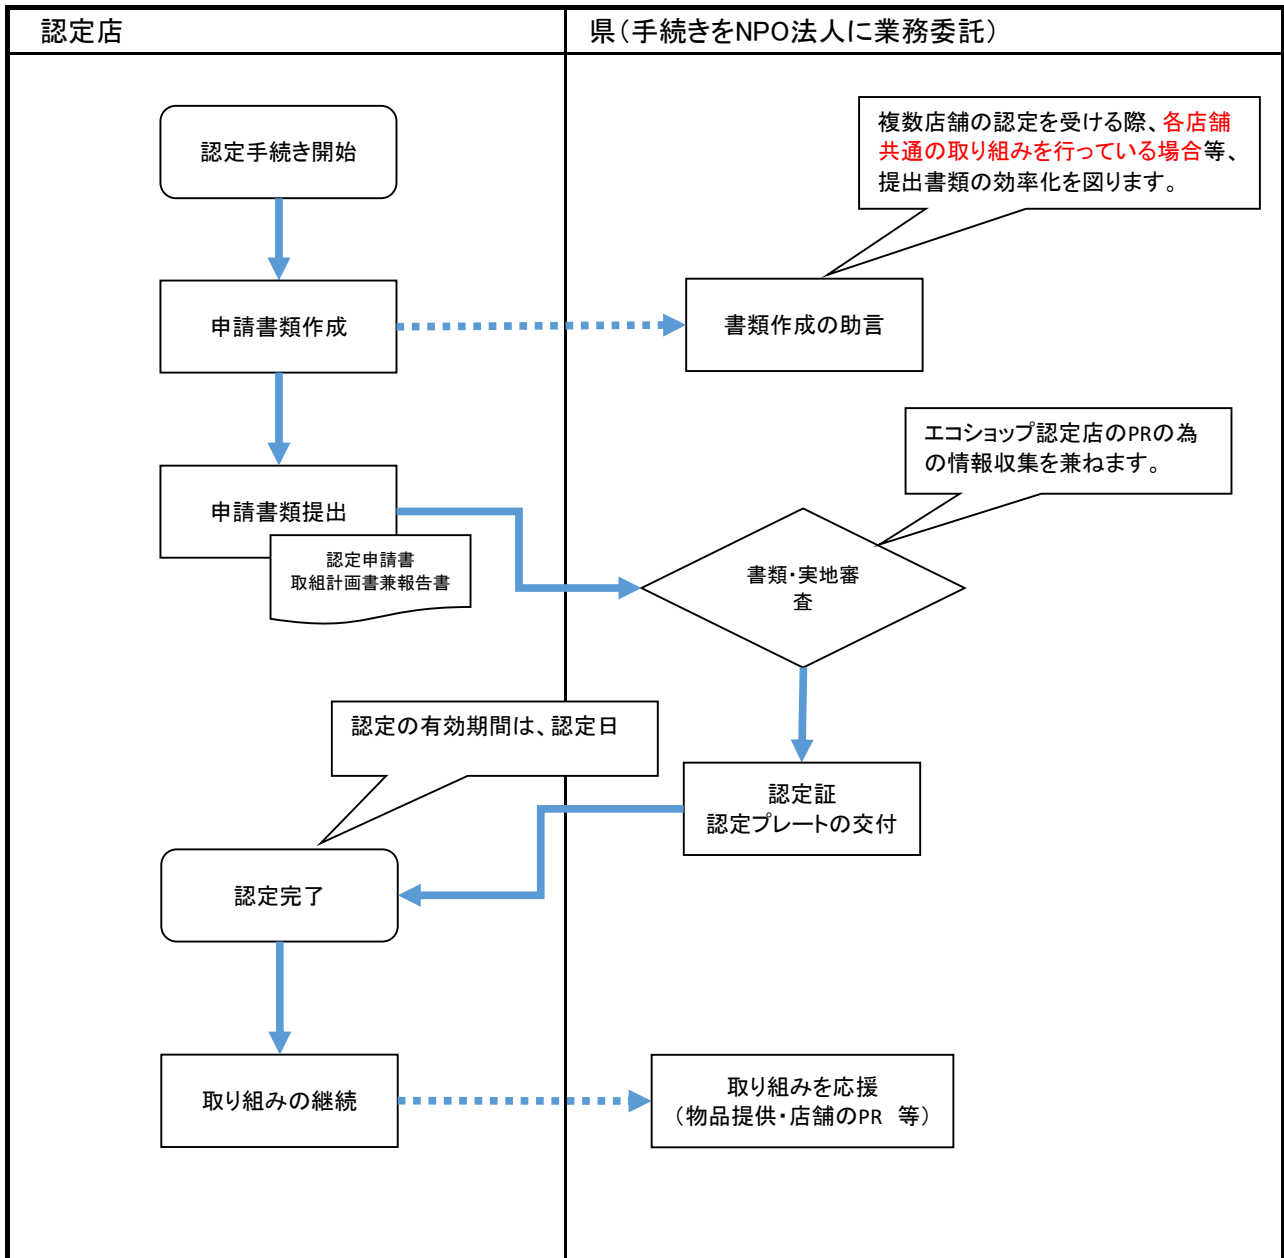 認定店
県(手続きをNPO法人に業務委託)
認定手続き開始
複数店舗の認定を受ける際、各店舗
共通の取り組みを行っている場合等、
提出書類の効率化を図ります。
申請書類作成
書類作成の助言
エコショップ認定店のPRの為
の情報収集を兼ねます。
申請書類提出
認定申請書
取組計画書兼報告書
書類・実地審
査
認定の有効期間は、認定日
認定証
認定プレートの交付
認定完了
取り組みの継続
取り組みを応援
(物品提供・店舗のPR 等)